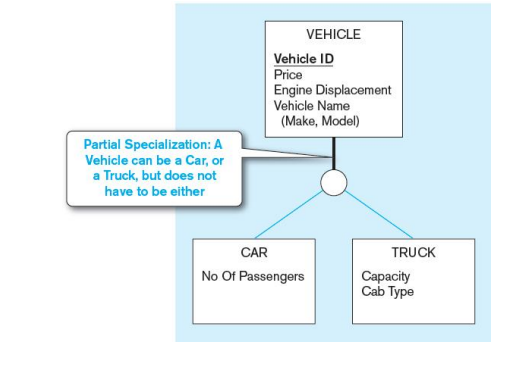 VEHICLE
Vehicle ID
Price
Engine Displacement
Vehicle Name
(Make, Model)
Partial Specialization: A
Vehicle can be a Car, or
a Truck, but does not
have to be either
CAR
No Of Passengers
TRUCK
Capacity
Cab Type